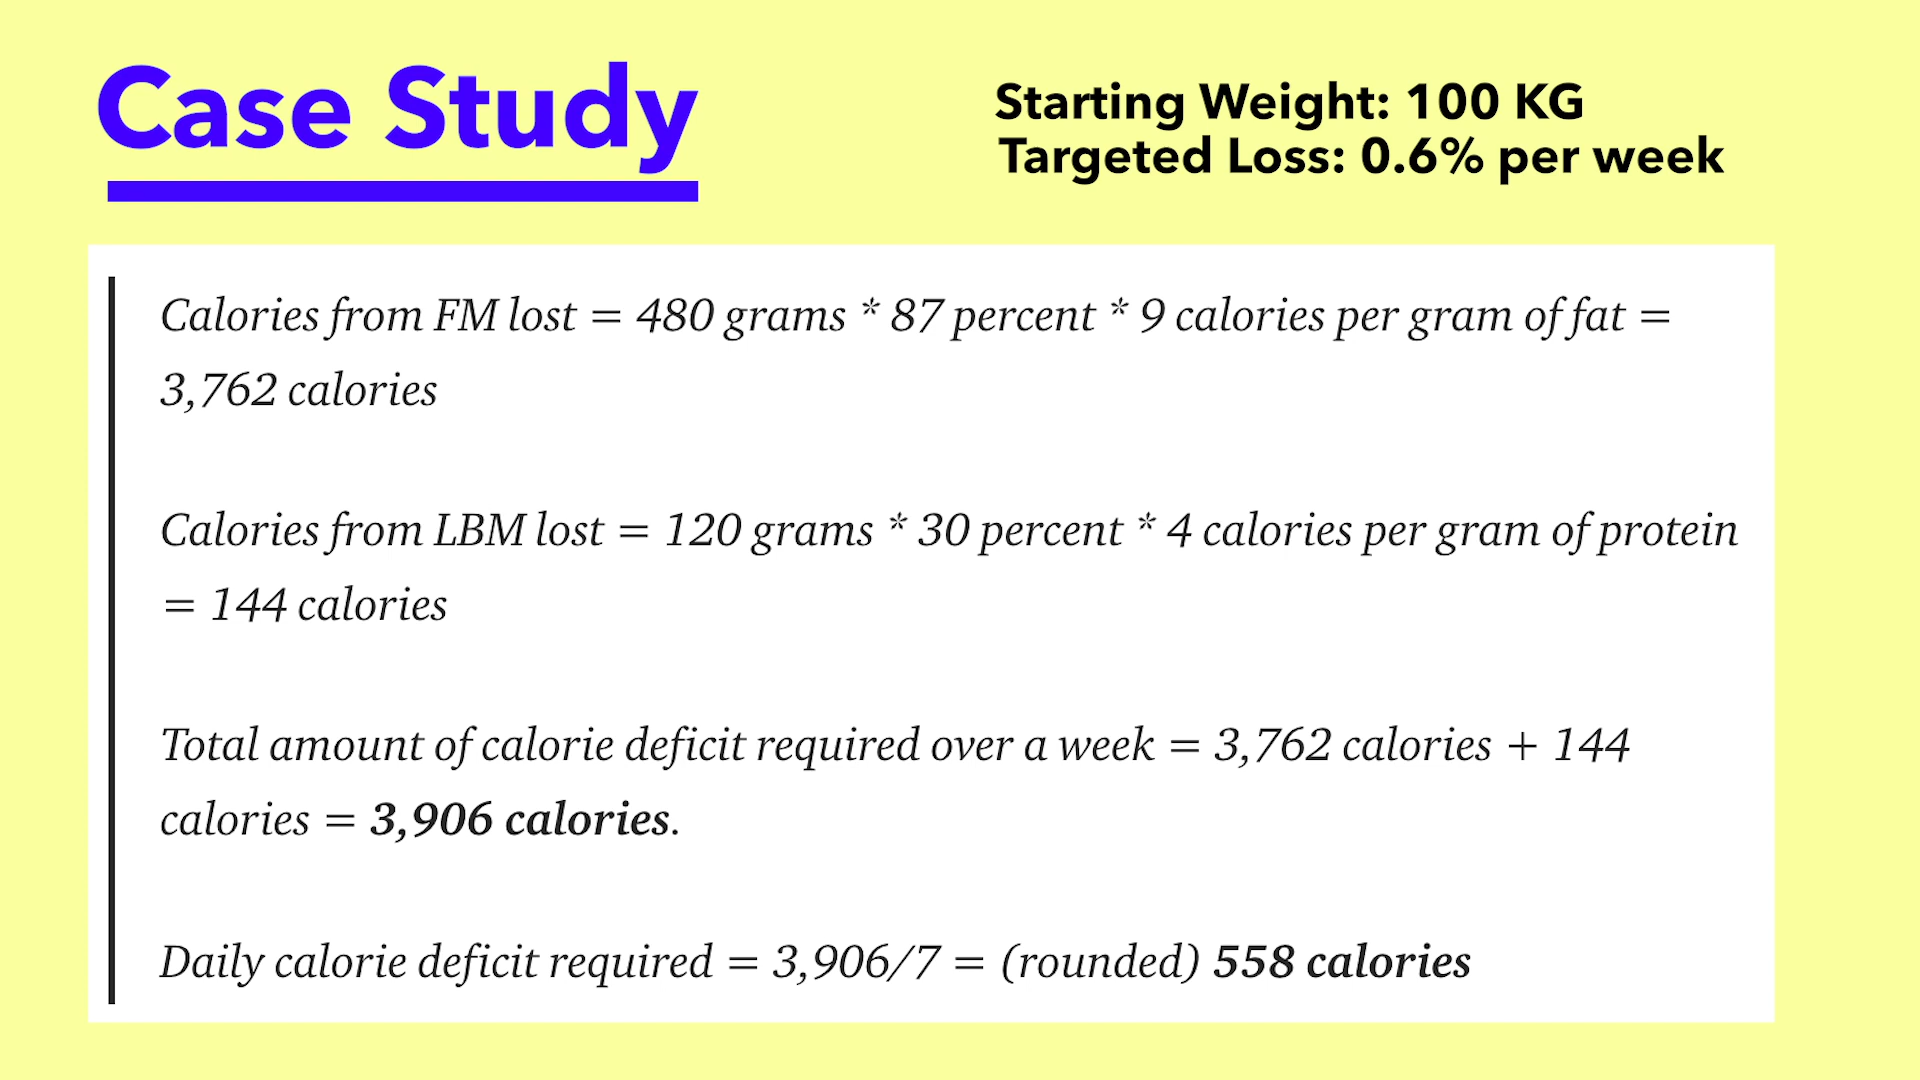 Case Study
Starting Weight: 100 KG
Targeted Loss: 0.6% per week
Calories from FM lost = 480 grams * 87 percent * 9 calories per gram of fat =
3,762 calories
Calories from LBM lost = 120 grams * 30 percent * 4 calories per gram of protein
= 144 calories
Total amount of calorie deficit required over a week = 3,762 calories + 144
calories = 3,906 calories.
Daily calorie deficit required = 3,906/7 = (rounded) 558 calories